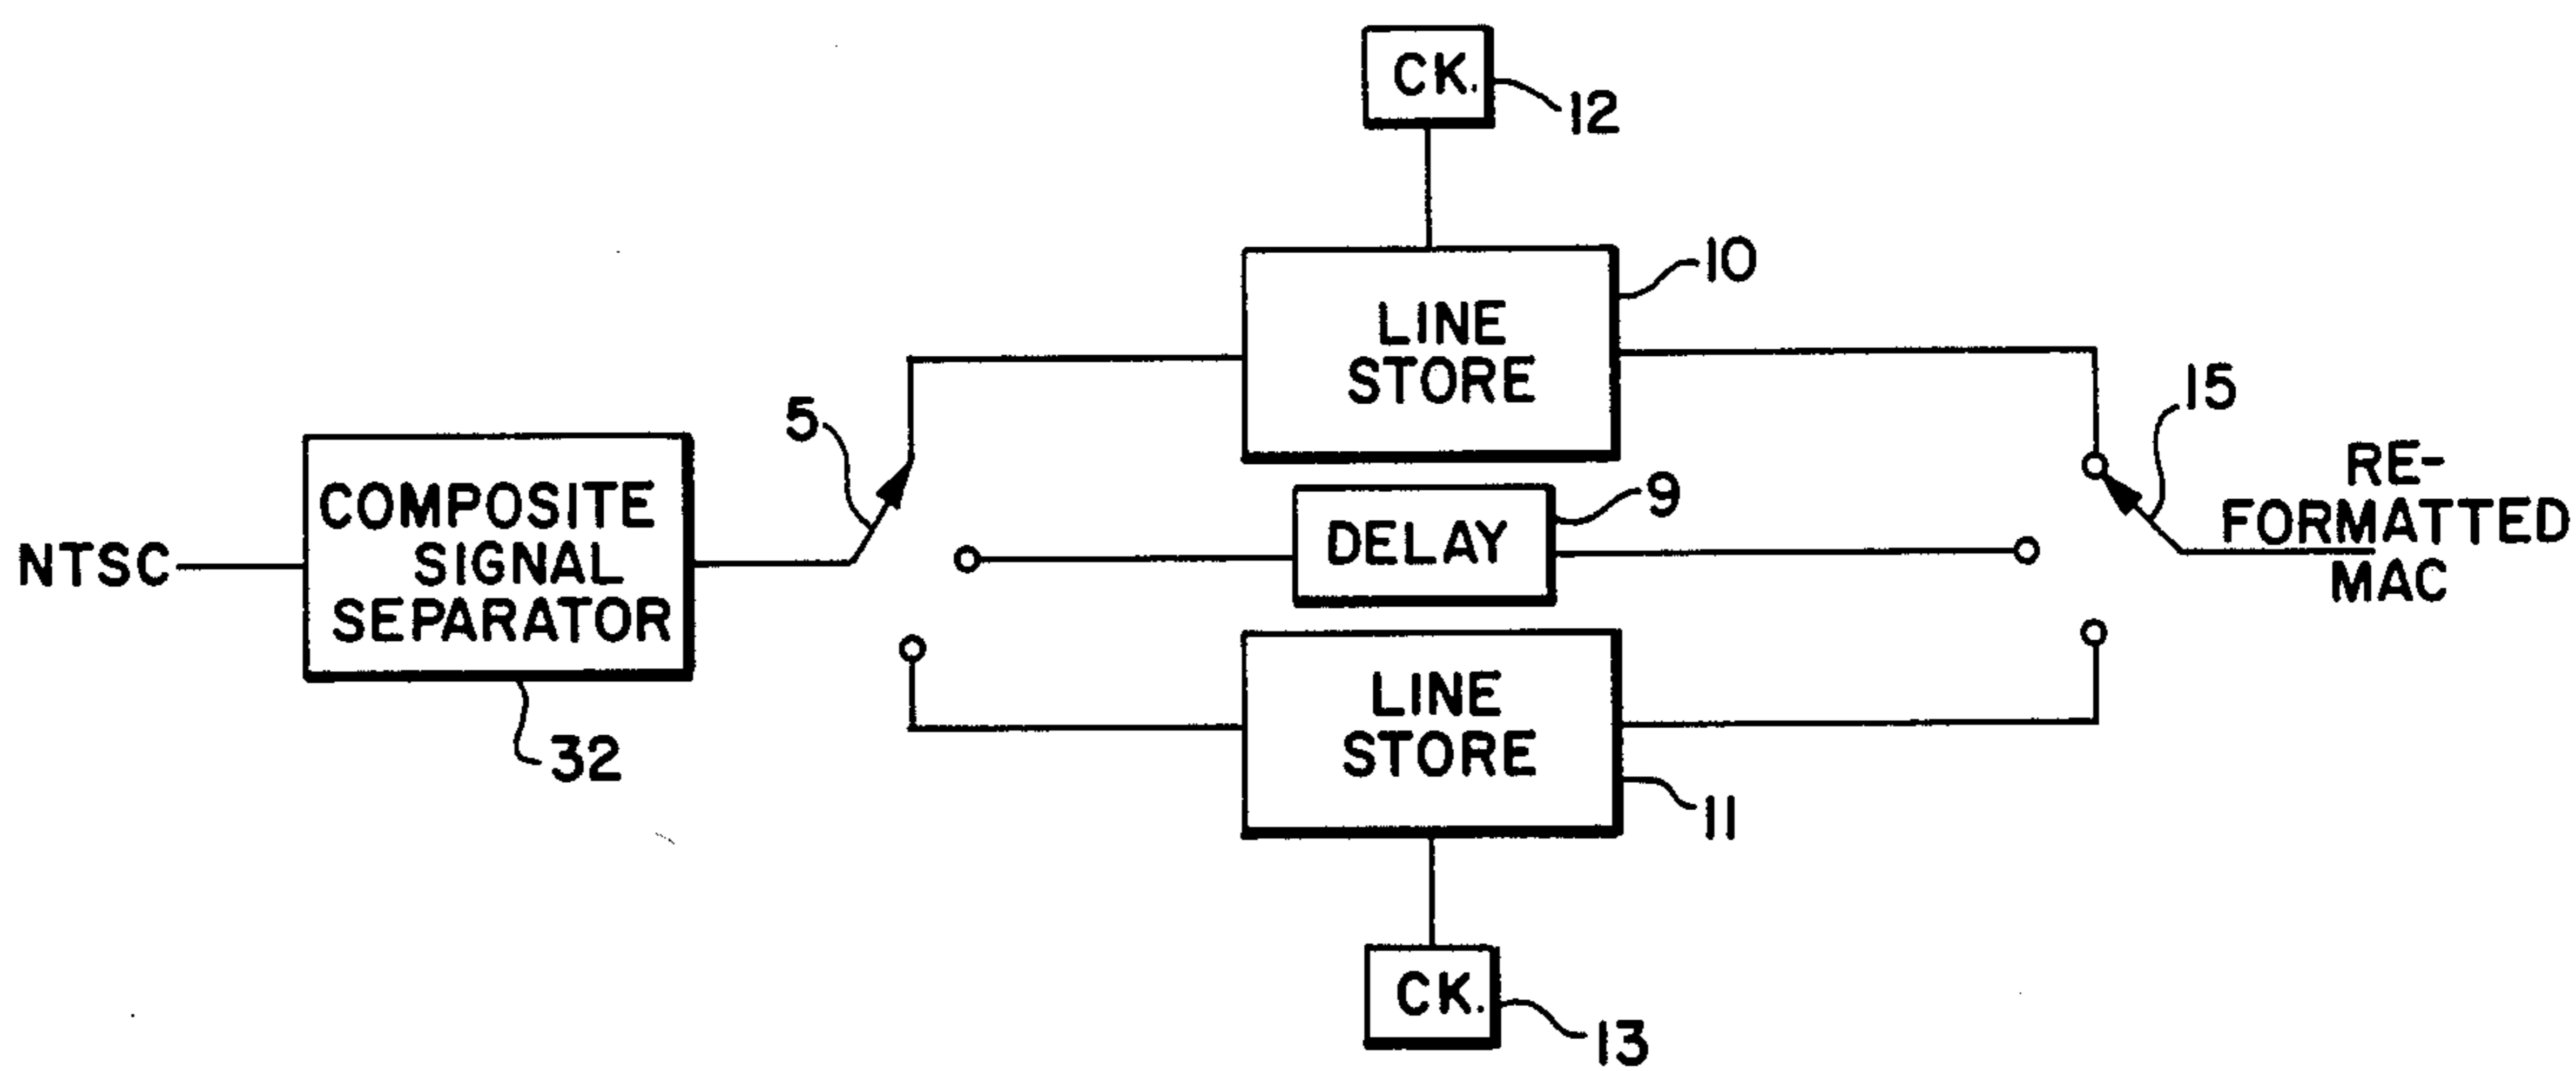 CK.
12
10
LINE
STORE
5
15
9
DELAY
RE-
FORMATTED
MAC
NTSC
COMPOSITE
SIGNAL
SEPARATOR
32
LINE
STORE
11
CK.
13